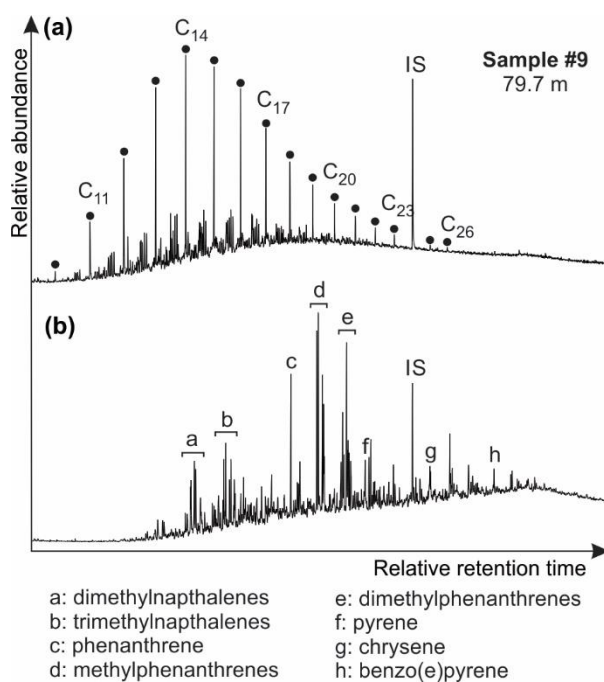 (a)
C14
IS
Sample #9
79.7 m
C17
C11
C20
C23
C26
Relative abundance
(b)
d
e
c
IS
b
a
f
g
h
Relative retention time
a: dimethylnapthalenes
b: trimethylnapthalenes
c: phenanthrene
d: methylphenanthrenes
e: dimethylphenanthrenes
f: pyrene
g: chrysene
h: benzo(e)pyrene